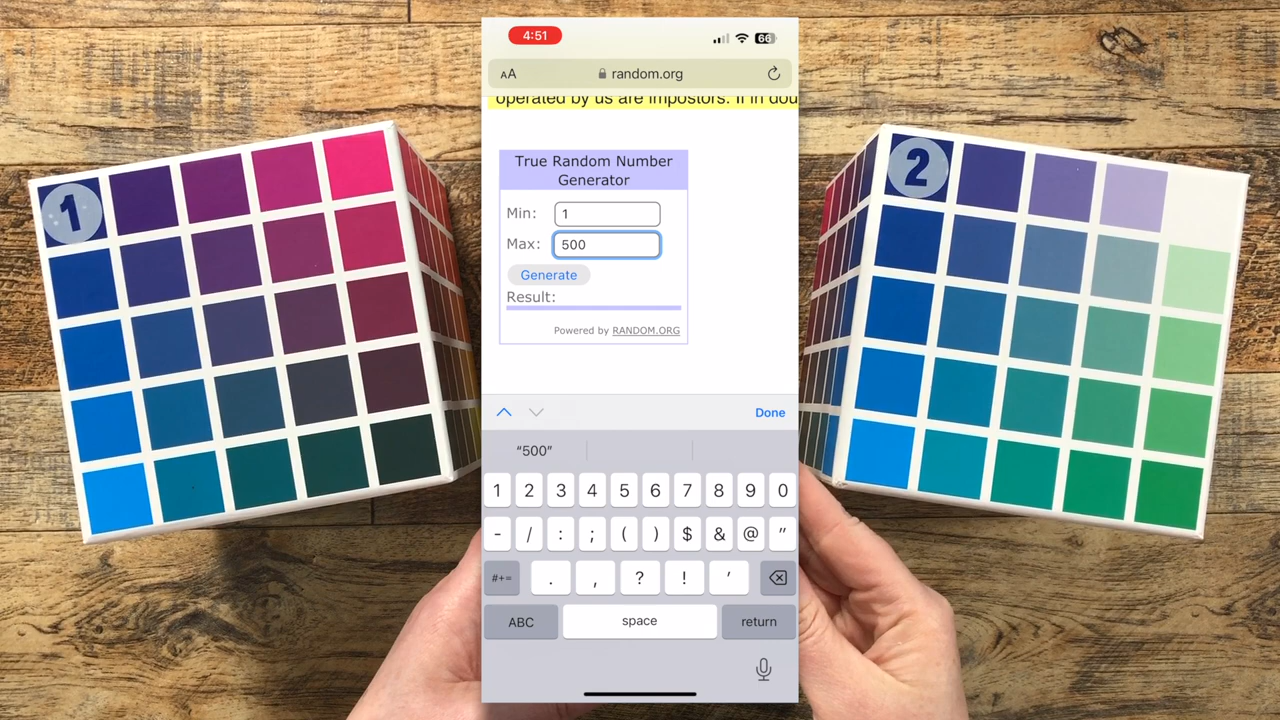 4:51
66
AA
random.org
operated by us are impostors. If in dou
True Random Number
Generator
Min: 1
Max: 500
Generate
Result:
Powered by RANDOM.ORG
Done
“500”
1 2 3 4 5 6 7 8 9 0
- / : ; ( ) $ & @ "
#+= . , ? ! ’
ABC space return
1
2